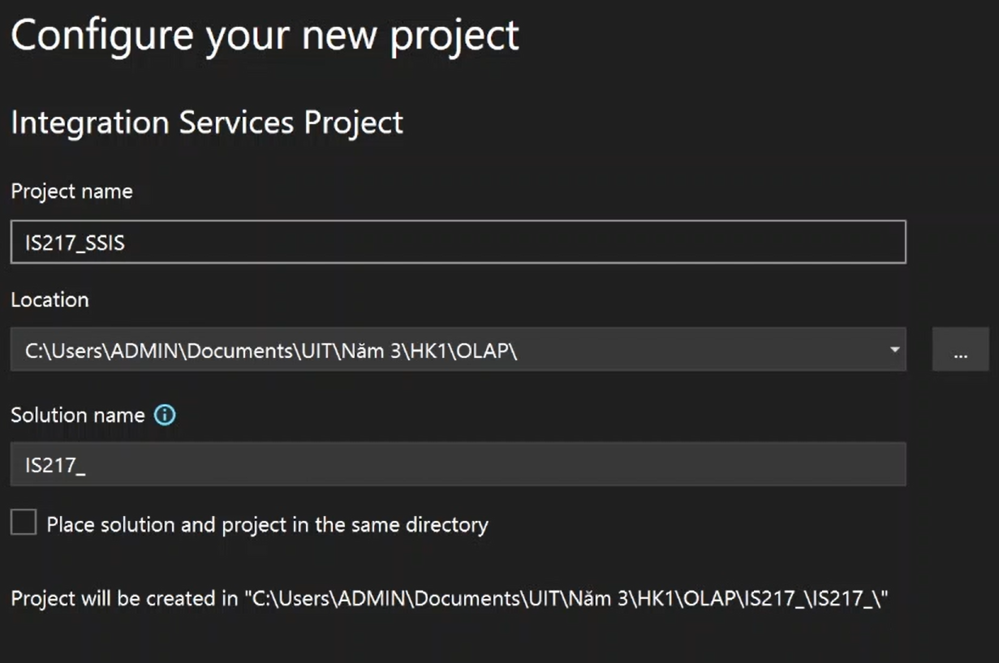 Configure your new project
Integration Services Project
Project name
IS217_SSIS
Location
C:\Users\ADMIN\Documents\UIT\Năm 3\HK1\OLAP\
...
Solution name
IS217_
Place solution and project in the same directory
Project will be created in "C:\Users\ADMIN\Documents\UIT\Năm 3\HK1\OLAP\IS217_\IS217_\"